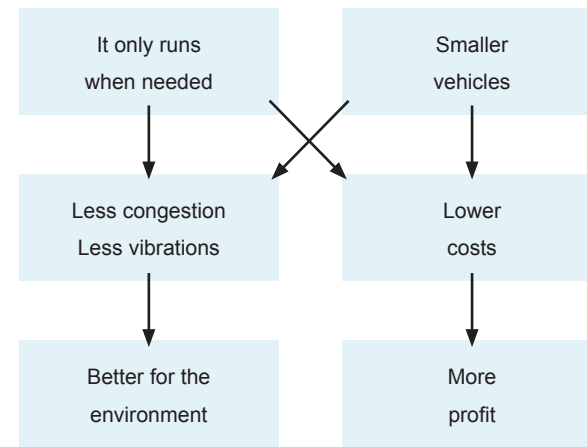 It only runs
when needed
Smaller
vehicles
Less congestion
Less vibrations
Lower
costs
Better for the
environment
More
profit